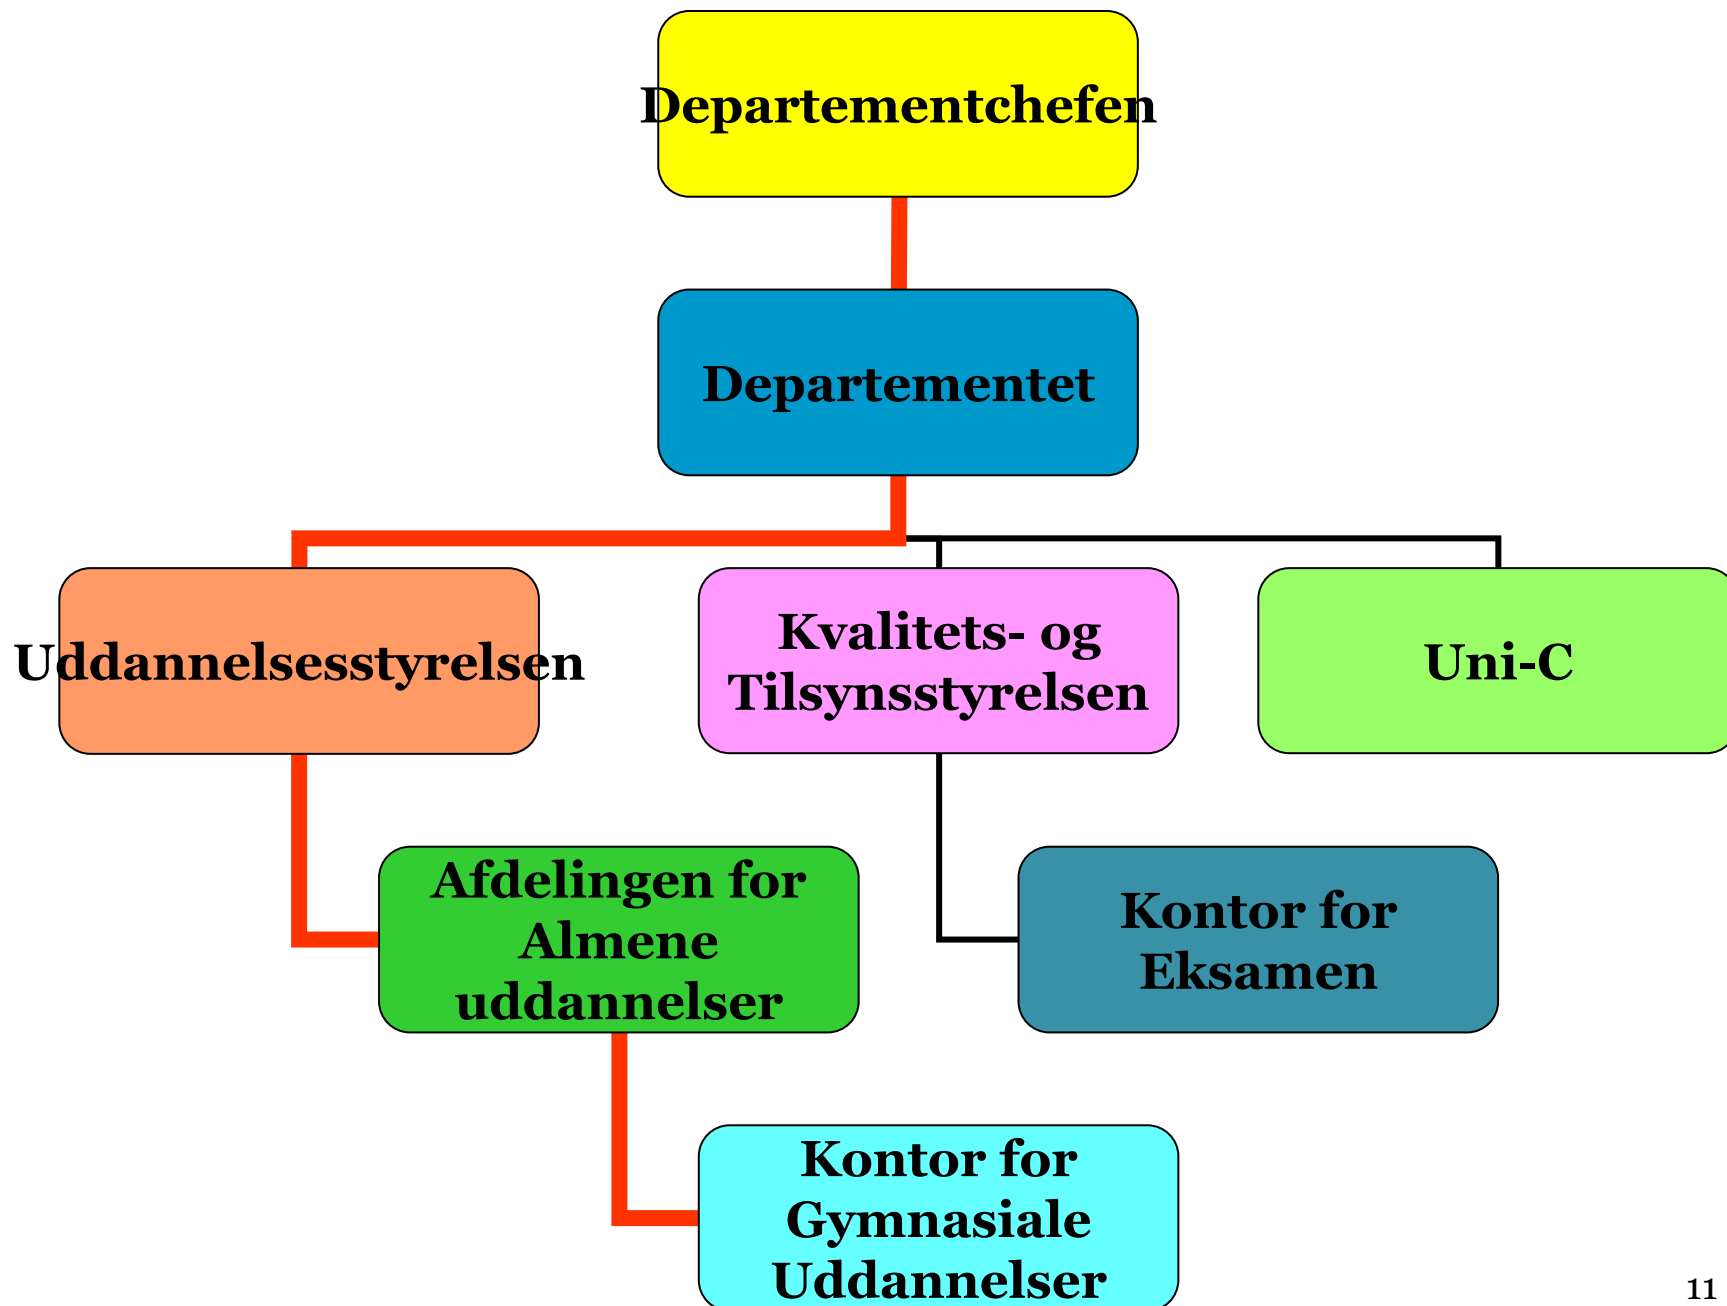 Departementchefen
Departementet
Uddannelsesstyrelsen
Kvalitets- og
Tilsynsstyrelsen
Uni-C
Afdelingen for
Almene
uddannelser
Kontor for
Eksamen
Kontor for
Gymnasiale
Uddannelser
11